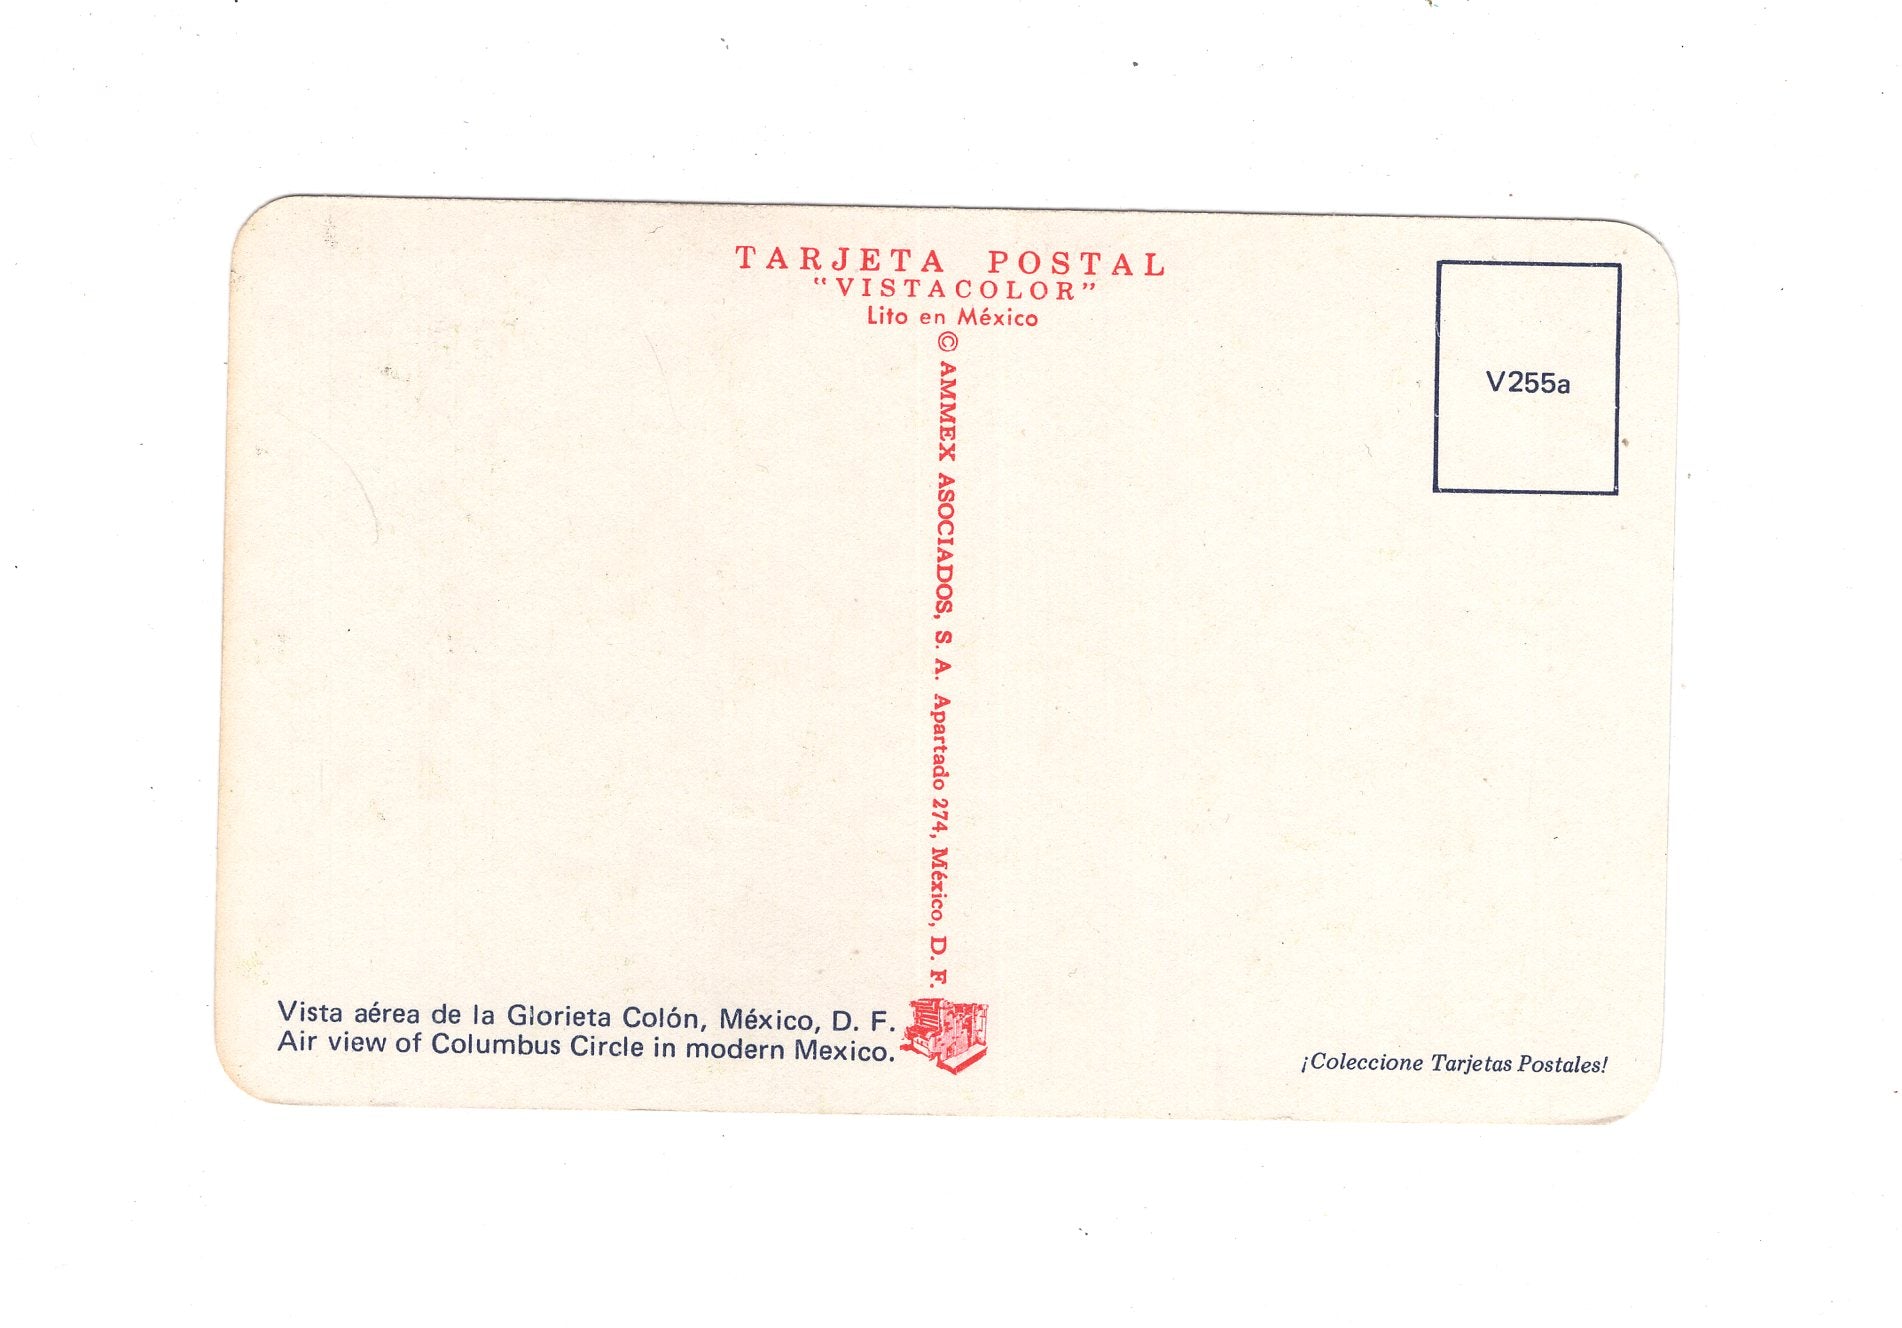 TARJETA POSTAL
"VISTACOLOR"
Lito en México
© AMMEX ASOCIADOS, S. A. Apartado 274, México, D. F.
V255a
Vista aérea de la Glorieta Colón, México, D. F.
Air view of Columbus Circle in modern Mexico.
¡Coleccione Tarjetas Postales!